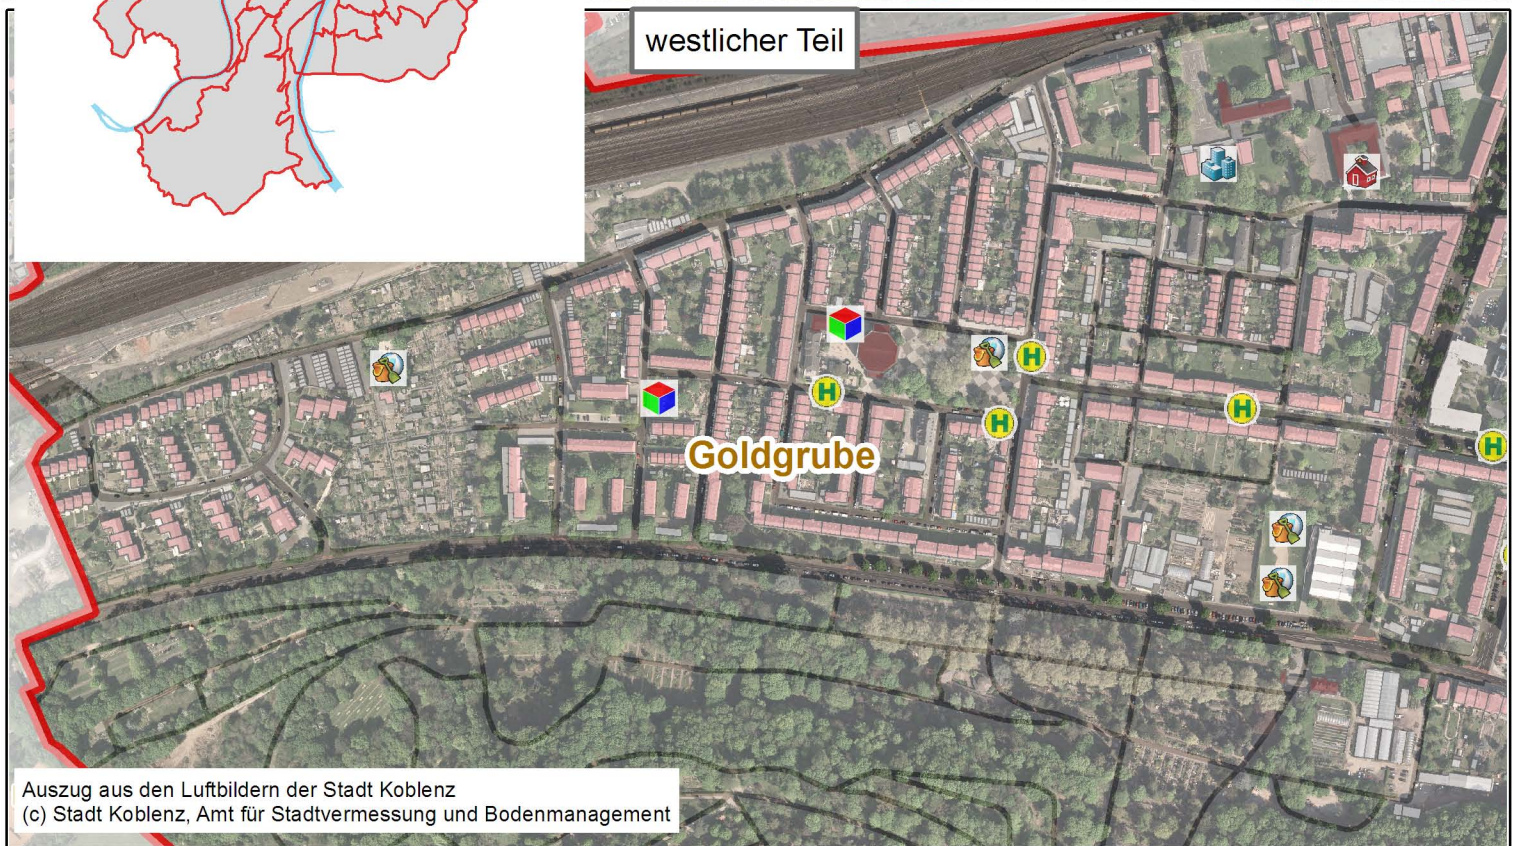 westlicher Teil
H
H
H
H
H
Goldgrube
Auszug aus den Luftbildern der Stadt Koblenz
(c) Stadt Koblenz, Amt für Stadtvermessung und Bodenmanagement